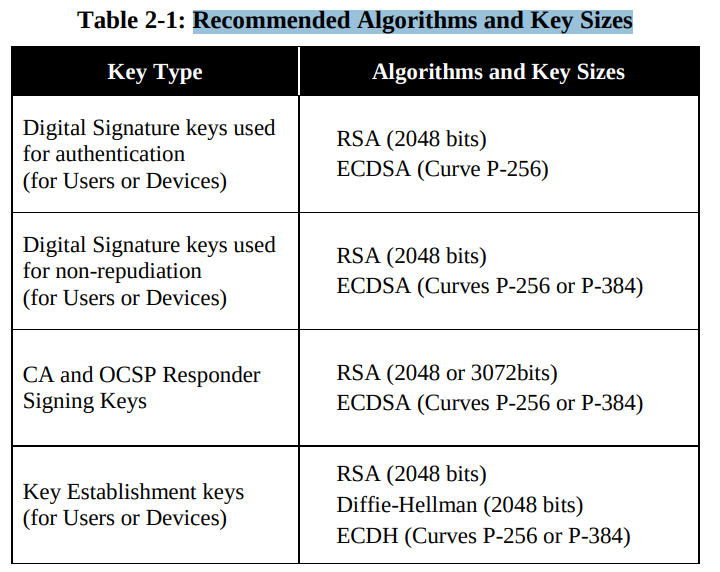 Table 2-1: Recommended Algorithms and Key Sizes
Key Type
Algorithms and Key Sizes
Digital Signature keys used
for authentication
(for Users or Devices)
RSA (2048 bits)
ECDSA (Curve P-256)
Digital Signature keys used
for non-repudiation
(for Users or Devices)
RSA (2048 bits)
ECDSA (Curves P-256 or P-384)
CA and OCSP Responder
Signing Keys
RSA (2048 or 3072bits)
ECDSA (Curves P-256 or P-384)
Key Establishment keys
(for Users or Devices)
RSA (2048 bits)
Diffie-Hellman (2048 bits)
ECDH (Curves P-256 or P-384)